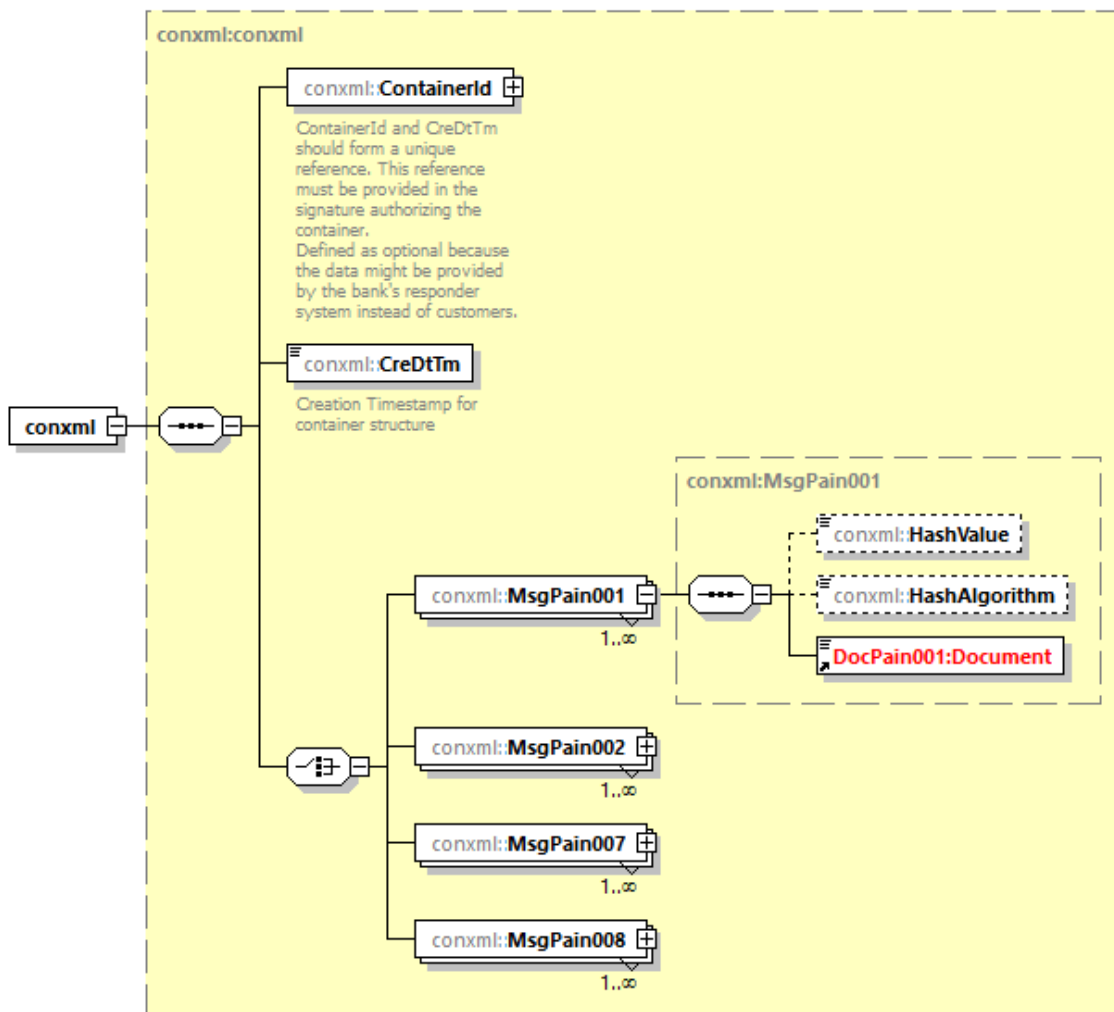 conxml:conxml
conxml::ContainerId
ContainerId and CreDtTm
should form a unique
reference. This reference
must be provided in the
signature authorizing the
container.
Defined as optional because
the data might be provided
by the bank's responder
system instead of customers.
conxml::CreDtTm
Creation Timestamp for
container structure
conxml
conxml:MsgPain001
conxml::HashValue
conxml::MsgPain001
1..∞
conxml::HashAlgorithm
DocPain001:Document
conxml::MsgPain002
1..∞
conxml::MsgPain007
1..∞
conxml::MsgPain008
1..∞